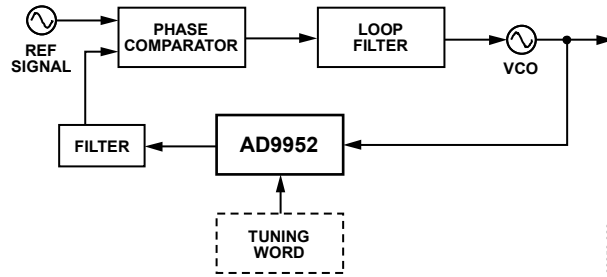 REF
SIGNAL
PHASE
COMPARATOR
LOOP
FILTER
VCO
FILTER
AD9952
TUNING
WORD